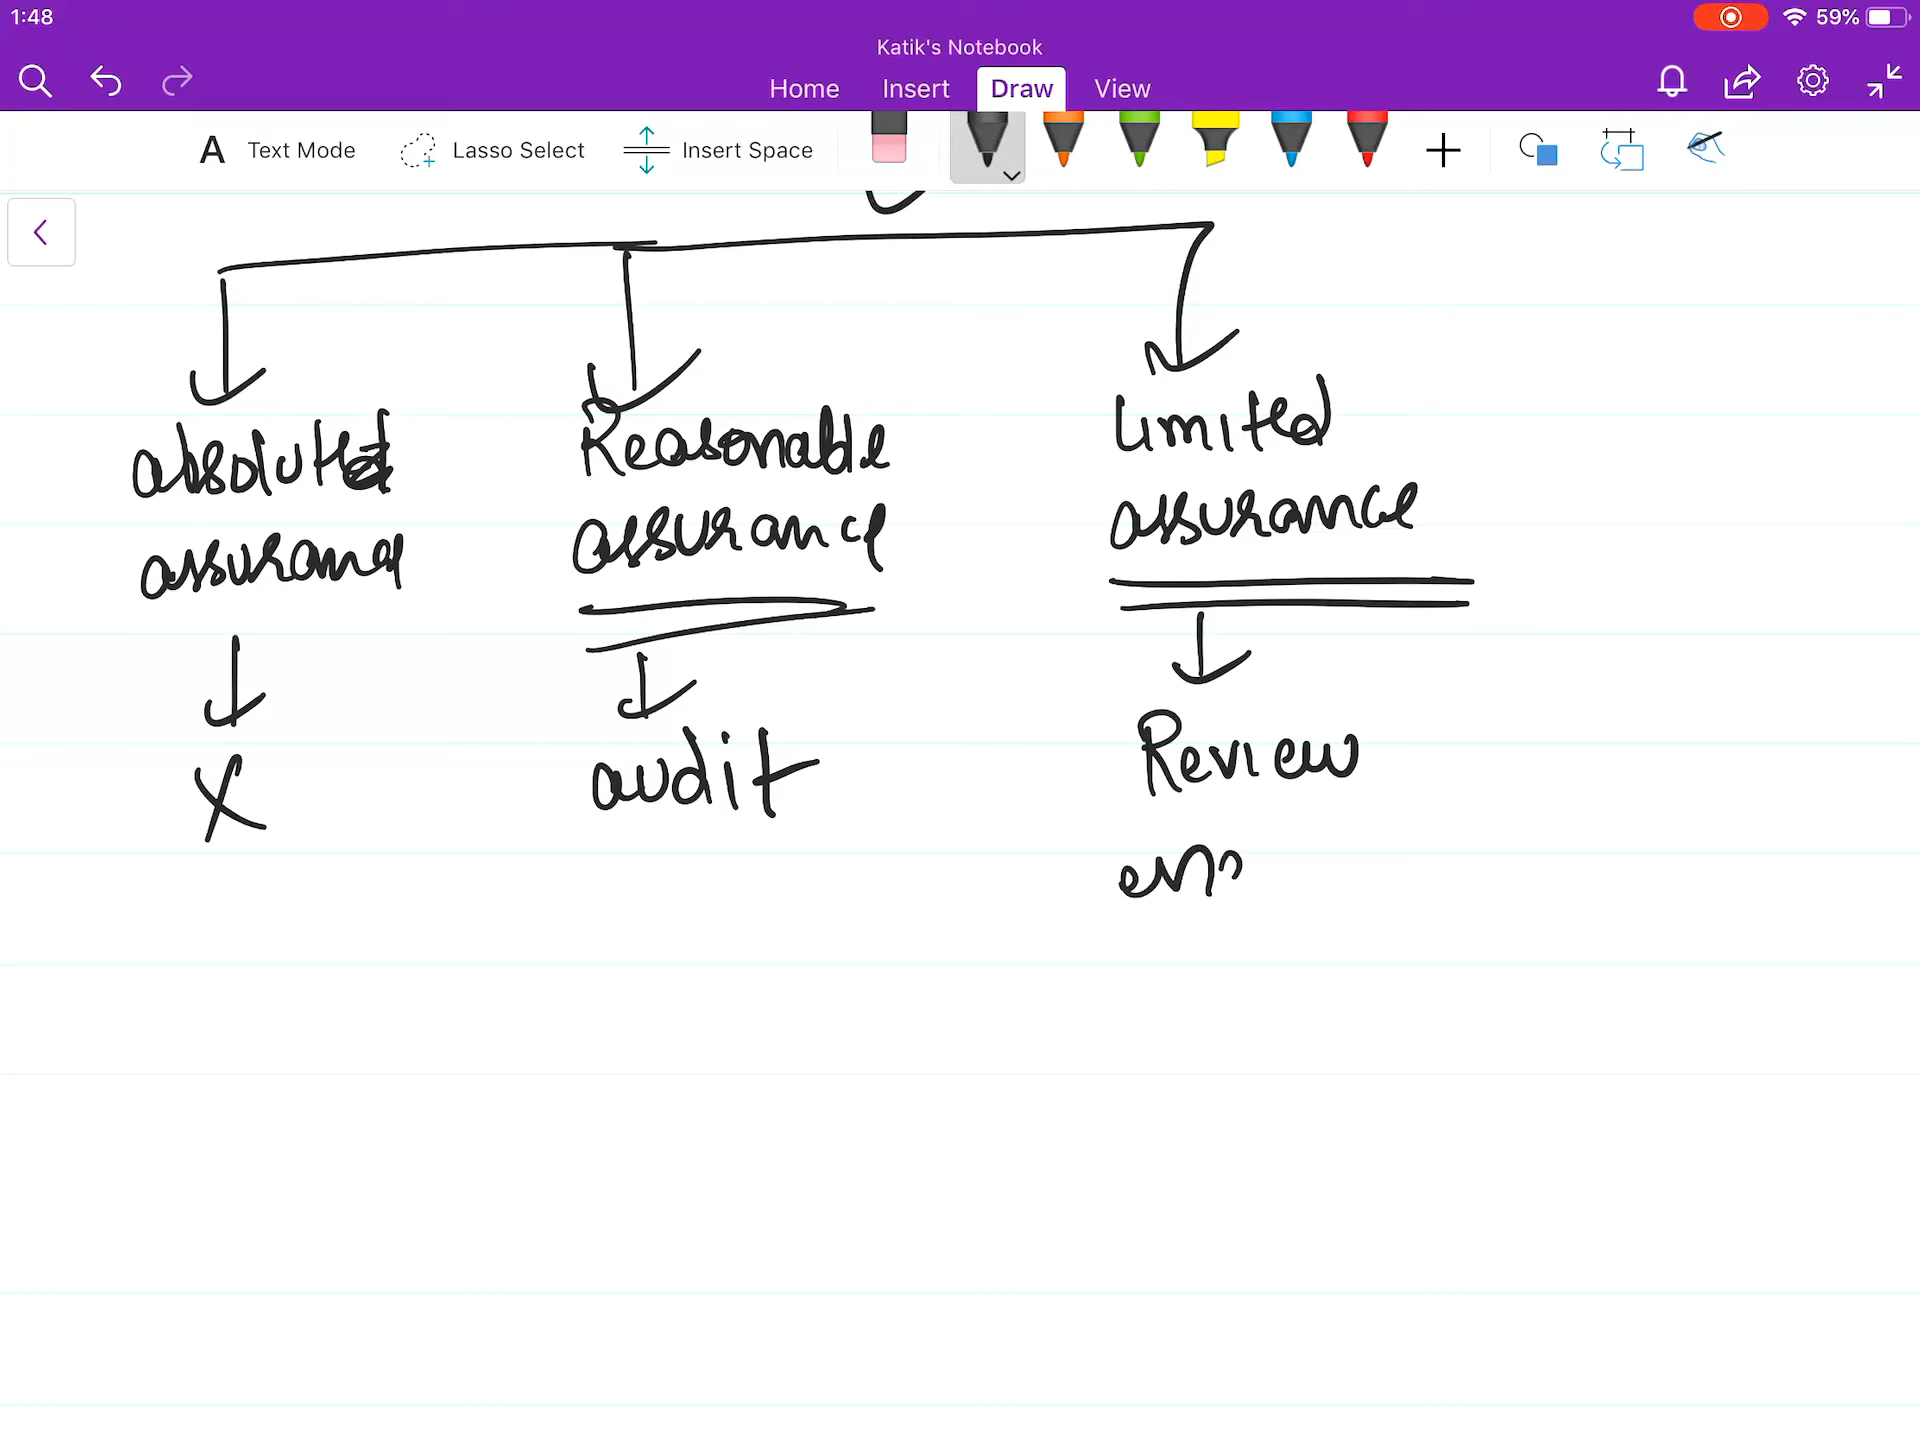 1:48
59%
Katik's Notebook
Home Insert Draw View
A Text Mode Lasso Select Insert Space
absolute Reasonable Limited
assurance assurance assurance
X audit Review
en